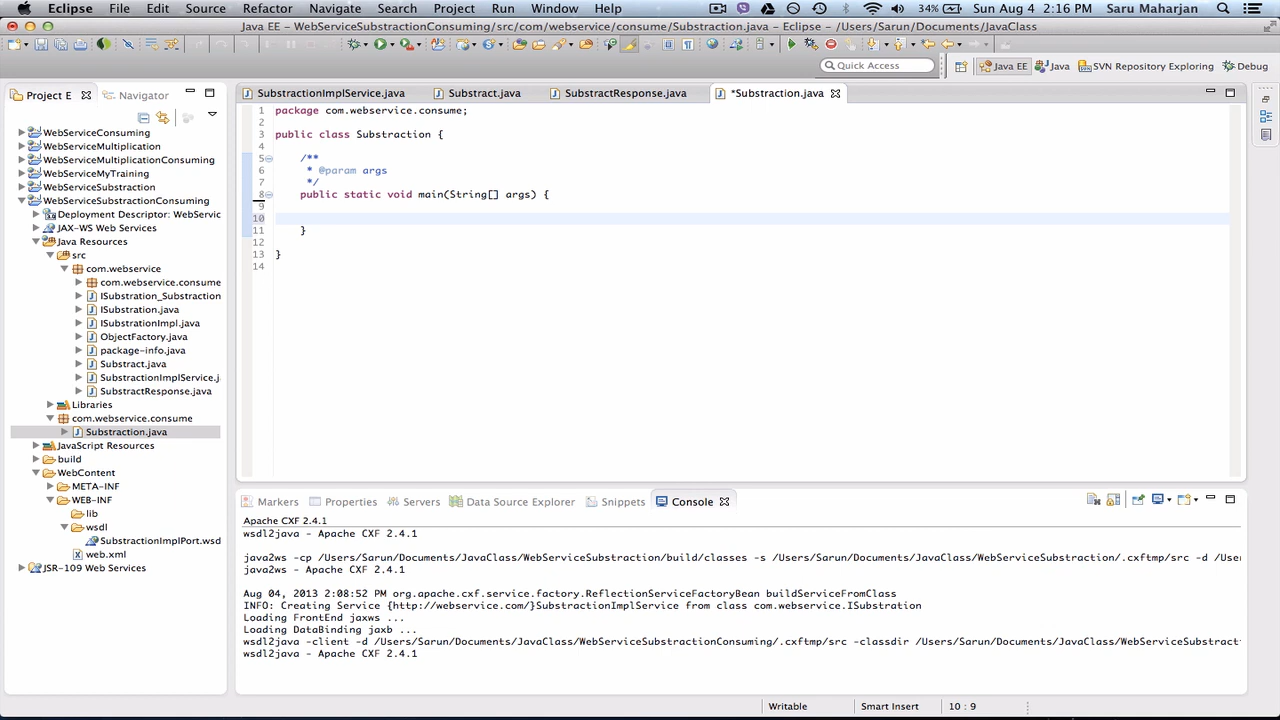 Eclipse File Edit Source Refactor Navigate Search Project Run Window Help 34% Sun Aug 4 2:16 PM Saru Maharjan
Java EE - WebServiceSubstractionConsuming/src/com/webservice/consume/Substraction.java - Eclipse - /Users/Sarun/Documents/JavaClass
Quick Access Java EE Java SVN Repository Exploring Debug
Project E Navigator
WebServiceConsuming
WebServiceMultiplication
WebServiceMultiplicationConsuming
WebServiceMyTraining
WebServiceSubstraction
WebServiceSubstractionConsuming
Deployment Descriptor: WebServic
JAX-WS Web Services
Java Resources
src
com.webservice
com.webservice.consume
ISubstration_Substraction
ISubstration.java
ISubstrationImpl.java
ObjectFactory.java
package-info.java
Substract.java
SubstractionImplService.j
SubstractResponse.java
Libraries
com.webservice.consume
Substraction.java
JavaScript Resources
build
WebContent
META-INF
WEB-INF
lib
wsdl
SubstractionImplPort.wsd
web.xml
JSR-109 Web Services
SubstractionImplService.java Substract.java SubstractResponse.java *Substraction.java
1 package com.webservice.consume;
2
3 public class Substraction {
4
5 /**
6 * @param args
7 */
8 public static void main(String[] args) {
9
10
11 }
12
13 }
14
Markers Properties Servers Data Source Explorer Snippets Console
Apache CXF 2.4.1
wsdl2java - Apache CXF 2.4.1
java2ws -cp /Users/Sarun/Documents/JavaClass/WebServiceSubstraction/build/classes -s /Users/Sarun/Documents/JavaClass/WebServiceSubstraction/.cxftmp/src -d /User
java2ws - Apache CXF 2.4.1
Aug 04, 2013 2:08:52 PM org.apache.cxf.service.factory.ReflectionServiceFactoryBean buildServiceFromClass
INFO: Creating Service {http://webservice.com/}SubstractionImplService from class com.webservice.ISubstration
Loading FrontEnd jaxws ...
Loading DataBinding jaxb ...
wsdl2java -client -d /Users/Sarun/Documents/JavaClass/WebServiceSubstractionConsuming/.cxftmp/src -classdir /Users/Sarun/Documents/JavaClass/WebServiceSubstracti
wsdl2java - Apache CXF 2.4.1
Writable Smart Insert 10 : 9